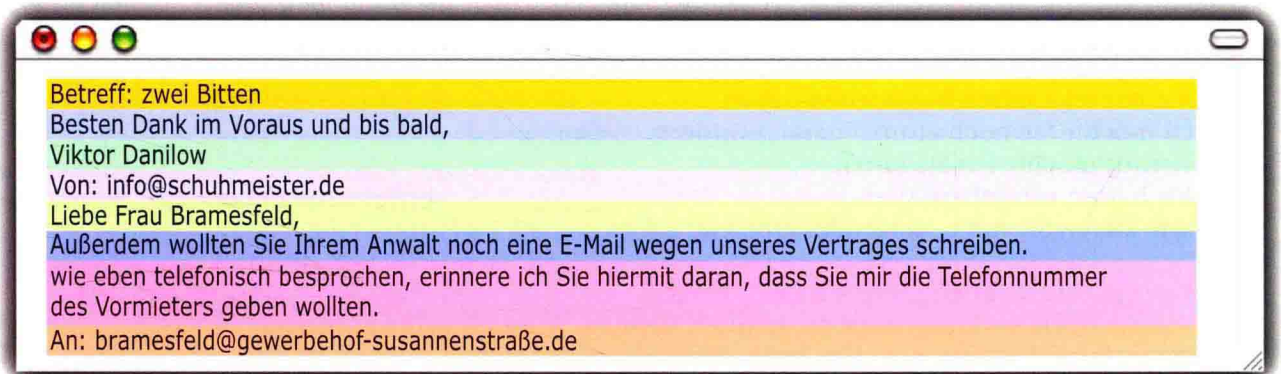 Betreff: zwei Bitten
Besten Dank im Voraus und bis bald,
Viktor Danilow
Von: info@schuhmeister.de
Liebe Frau Bramesfeld,
Außerdem wollten Sie Ihrem Anwalt noch eine E-Mail wegen unseres Vertrages schreiben.
wie eben telefonisch besprochen, erinnere ich Sie hiermit daran, dass Sie mir die Telefonnummer
des Vormieters geben wollten.
An: bramesfeld@gewerbehof-susannenstraße.de